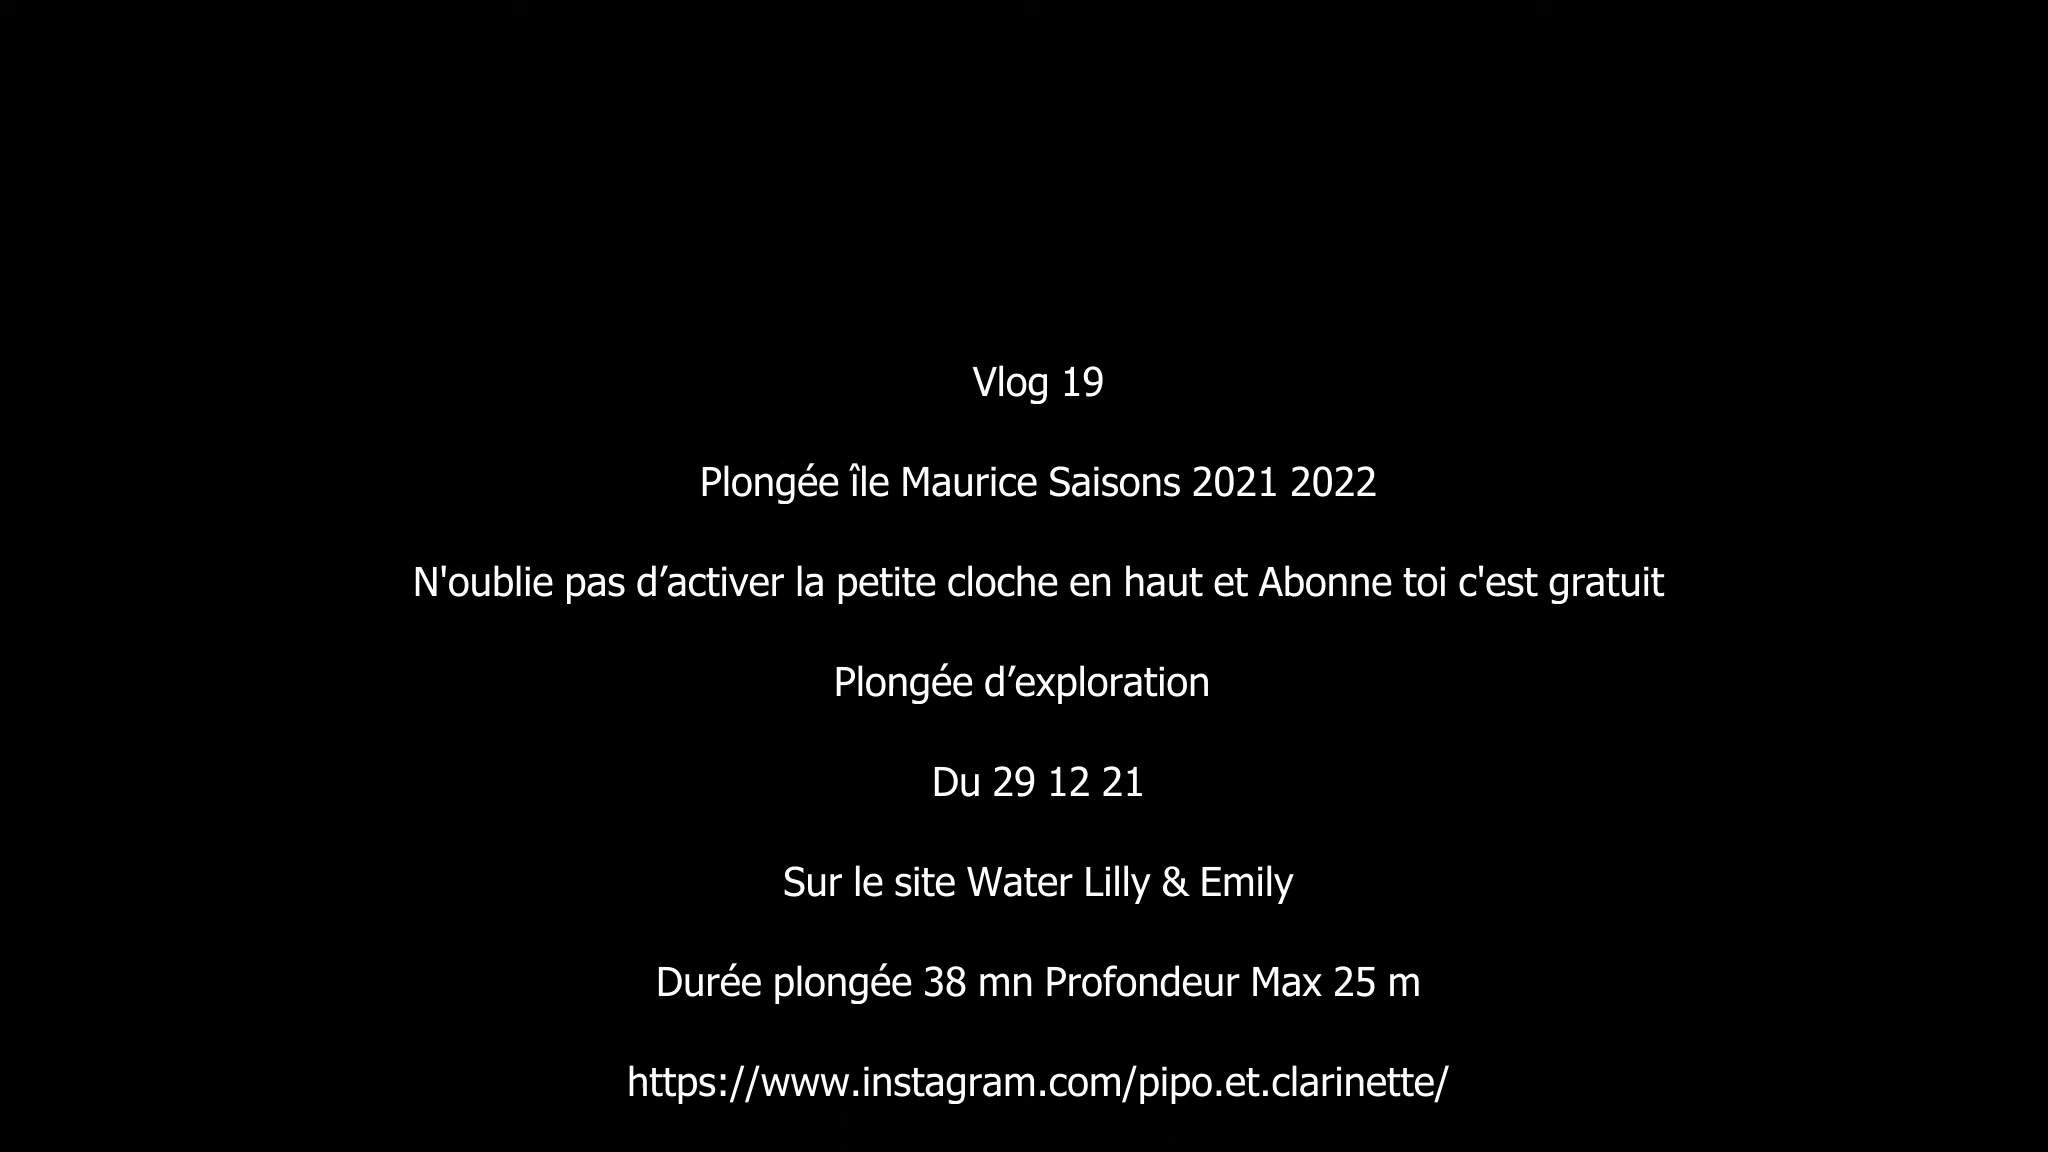 Vlog 19
Plongée île Maurice Saisons 2021 2022
N'oublie pas d’activer la petite cloche en haut et Abonne toi c'est gratuit
Plongée d’exploration
Du 29 12 21
Sur le site Water Lilly & Emily
Durée plongée 38 mn Profondeur Max 25 m
https://www.instagram.com/pipo.et.clarinette/